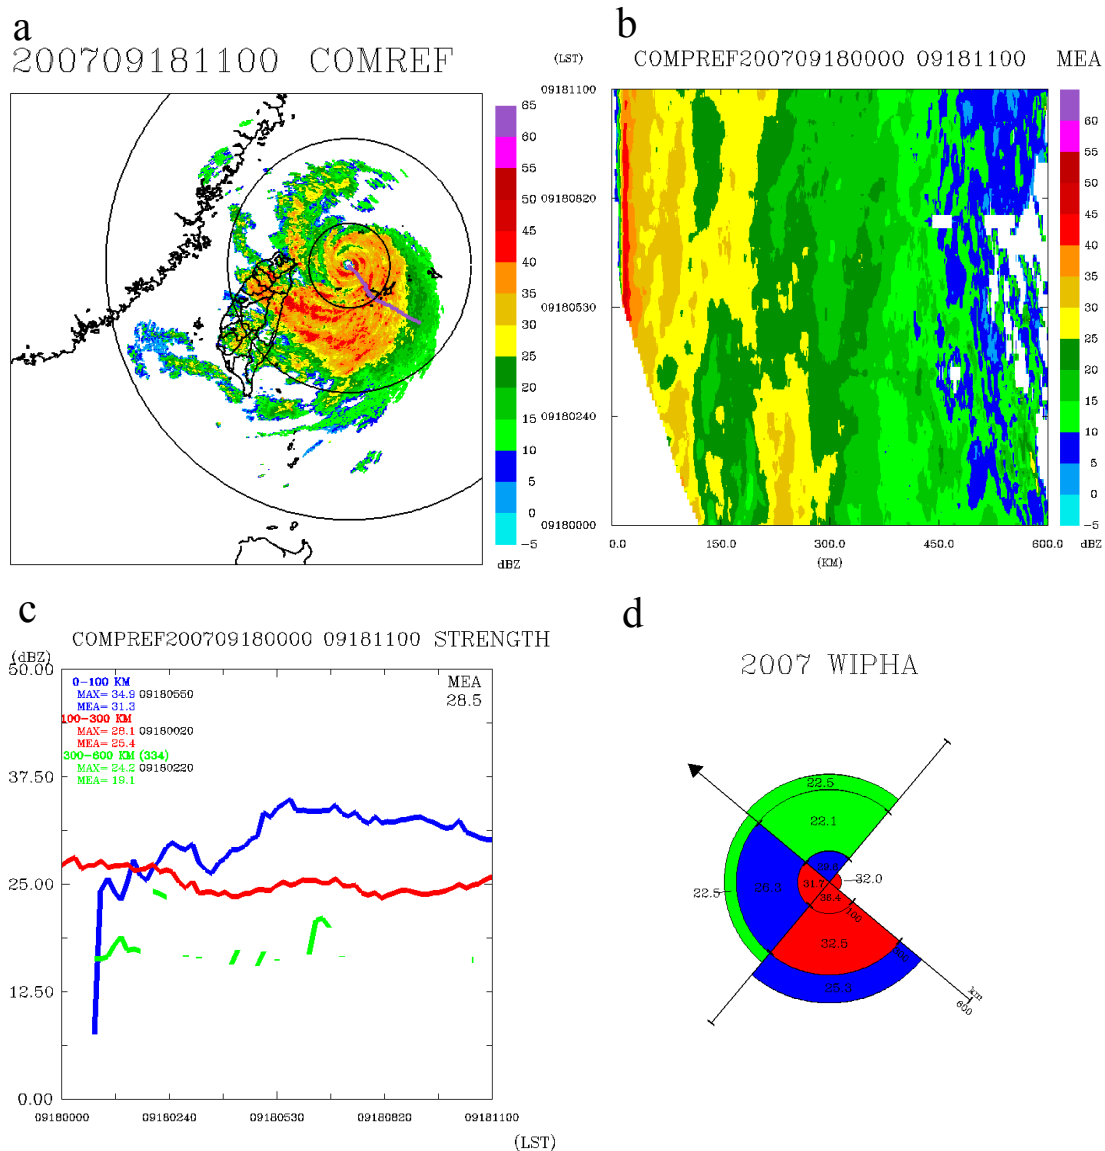 a
200709181100 COMREF
65
60
55
50
45
40
35
30
25
20
15
10
5
0
−5
dBZ
b
(LST) COMPREF200709180000 09181100 MEA
09181100
09180820
09180530
09180240
09180000
0.0 150.0 300.0 450.0 600.0
(KM)
60
55
50
45
40
35
30
25
20
15
10
5
0
−5
dBZ
c
COMPREF200709180000 09181100 STRENGTH
(dBZ)
50.00
37.50
25.00
12.50
0.00
0−100 KM
MAX= 34.9 09180550
MEA= 31.3
100−300 KM
MAX= 28.1 09180020
MEA= 25.4
300−600 KM (334)
MAX= 24.2 09180220
MEA= 19.1
MEA
28.5
09180000 09180240 09180530 09180820 09181100
(LST)
d
2007 WIPHA
22.5
22.1
32.0
31.7
26.3
22.5
36.4
100
32.5
25.3
km
600